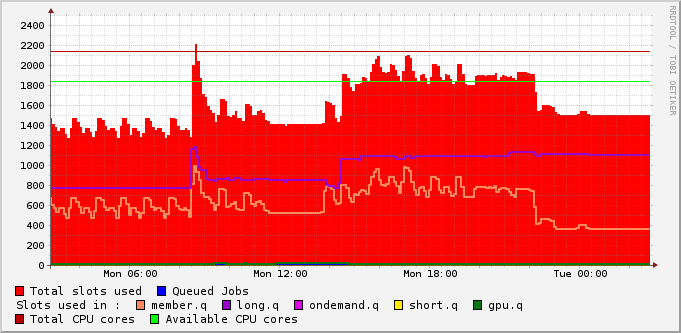 2400
2200
2000
1800
1600
1400
1200
1000
800
600
400
200
0
Mon 06:00 Mon 12:00 Mon 18:00 Tue 00:00
RRDTOOL / TOBI OETIKER
Total slots used Queued Jobs
Slots used in : member.q long.q ondemand.q short.q gpu.q
Total CPU cores Available CPU cores